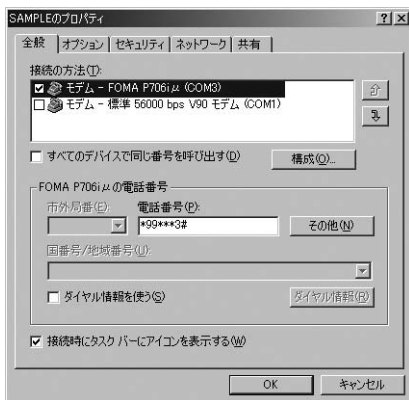 SAMPLEのプロパティ
全般 オプション セキュリティ ネットワーク 共有
接続の方法(T):
モデム - FOMA P706iμ (COM3)
モデム - 標準 56000 bps V90 モデム (COM1)
すべてのデバイスで同じ番号を呼び出す(D) 構成(O)...
FOMA P706iμの電話番号
市外局番(E): 電話番号(P):
*99***3# その他(N)
国番号/地域番号(U):
ダイヤル情報を使う(S) ダイヤル情報(R)
接続時にタスク バーにアイコンを表示する(W)
OK キャンセル